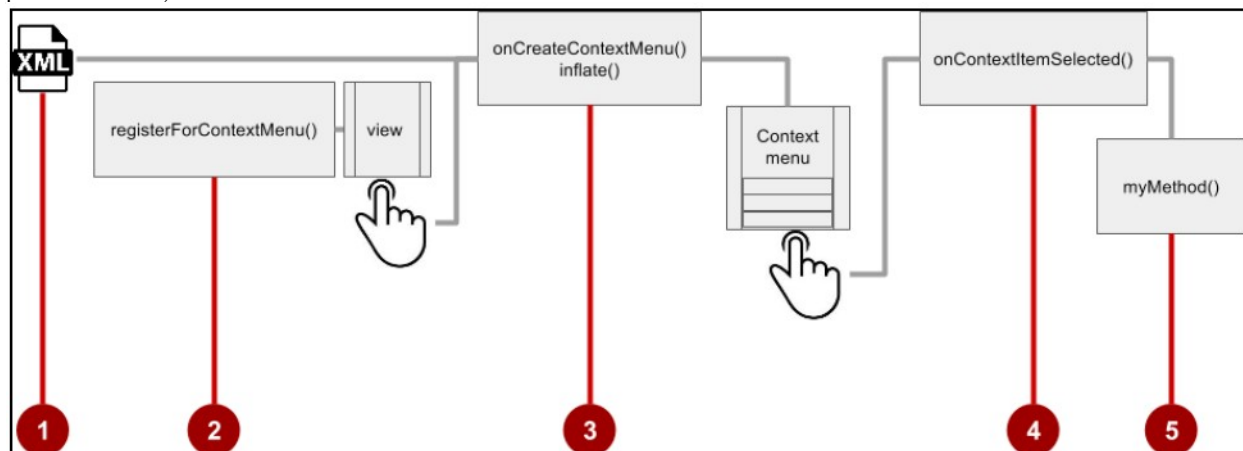 XML
registerForContextMenu()
view
onCreateContextMenu()
inflate()
Context
menu
onContextItemSelected()
myMethod()
1
2
3
4
5